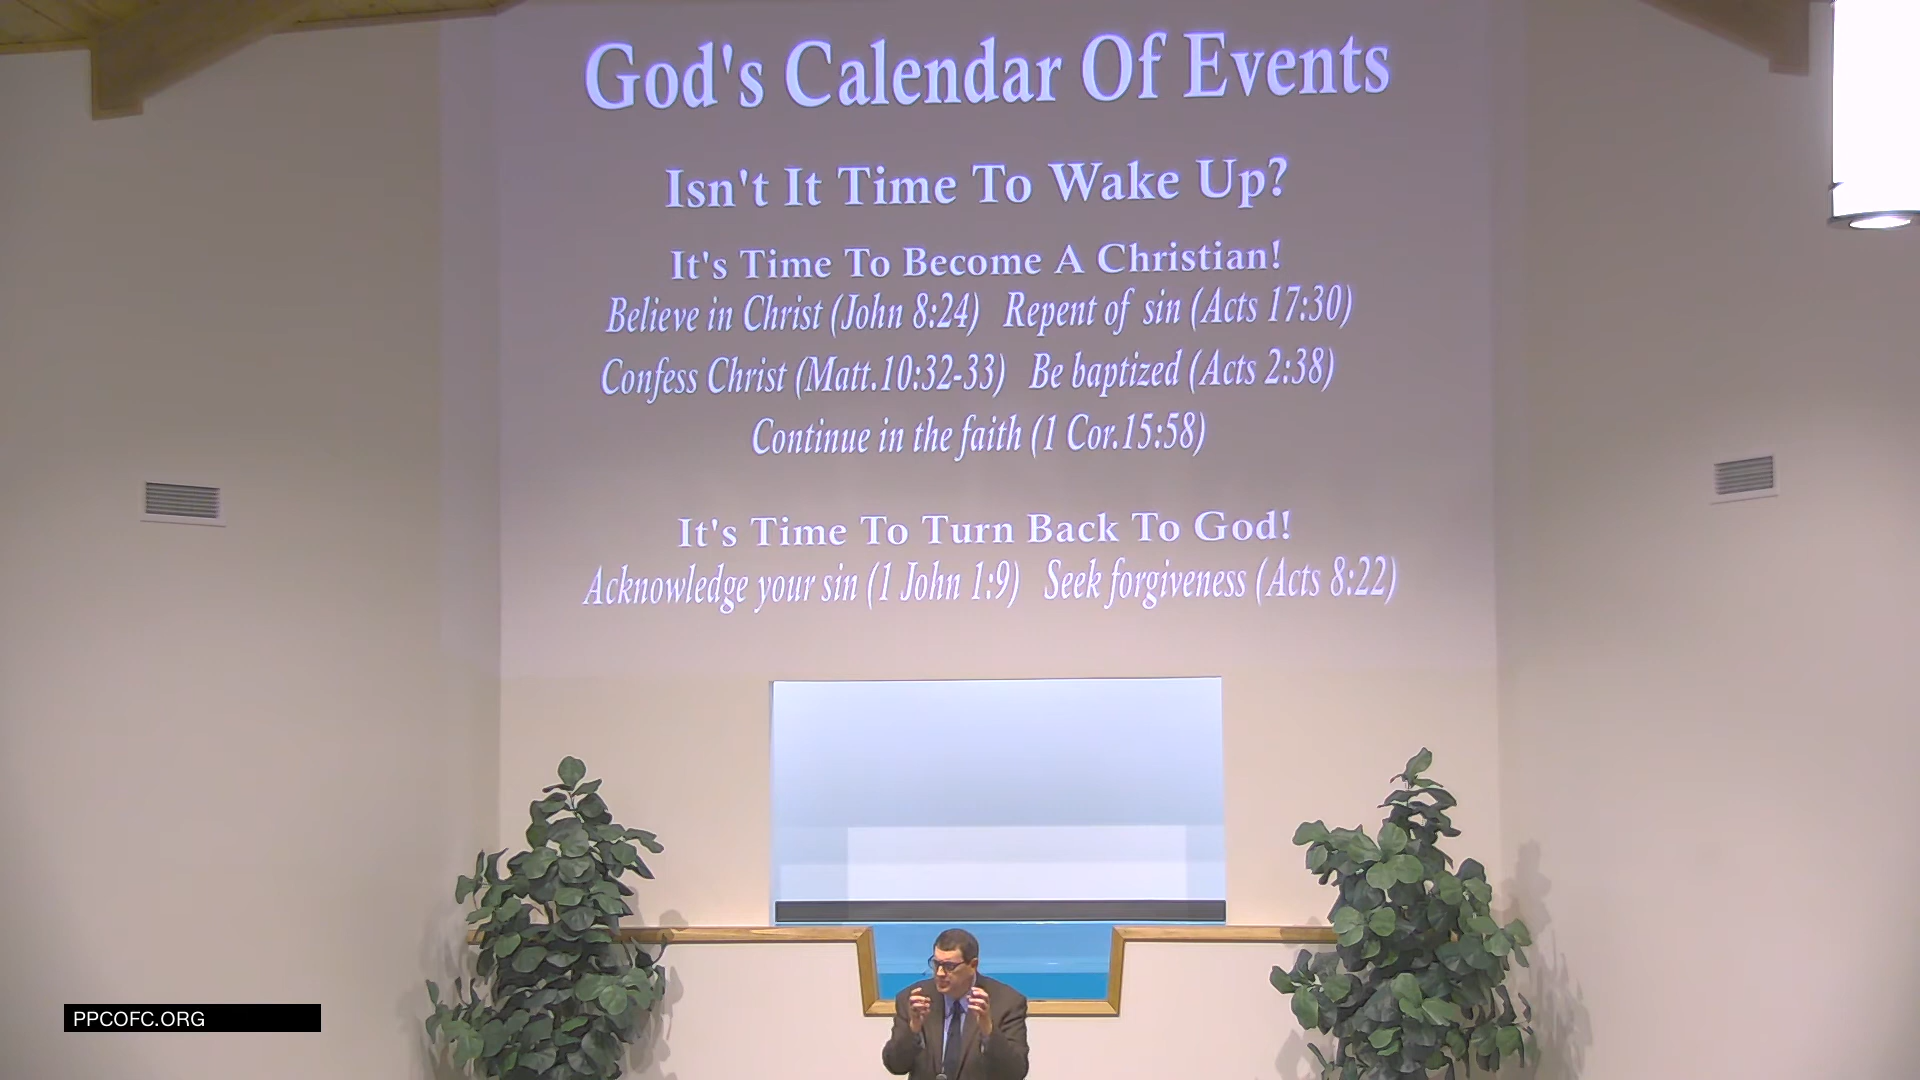 God's Calendar Of Events
Isn't It Time To Wake Up?
It's Time To Become A Christian!
Believe in Christ (John 8:24) Repent of sin (Acts 17:30)
Confess Christ (Matt.10:32-33) Be baptized (Acts 2:38)
Continue in the faith (1 Cor.15:58)
It's Time To Turn Back To God!
Acknowledge your sin (1 John 1:9) Seek forgiveness (Acts 8:22)
PPCOFC.ORG